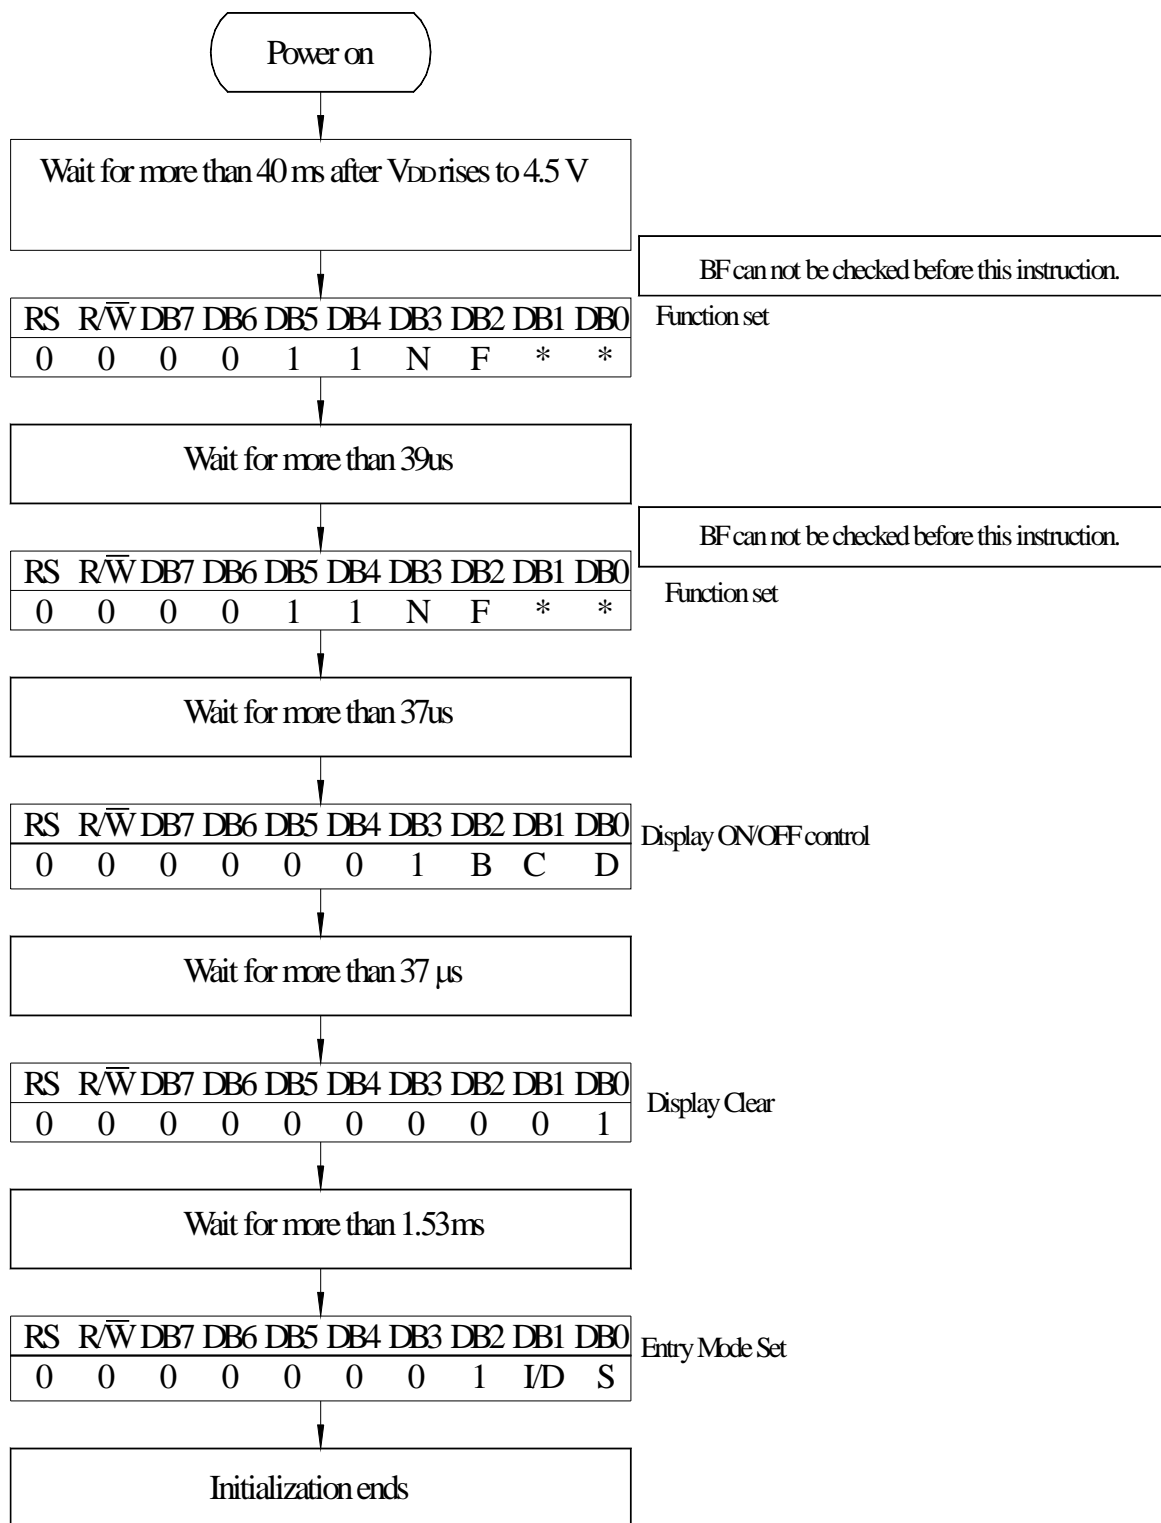 Power on
Wait for more than 40 ms after VDD rises to 4.5 V
BF can not be checked before this instruction.
RS R/W̅ DB7 DB6 DB5 DB4 DB3 DB2 DB1 DB0
Function set
0 0 0 0 1 1 N F * *
Wait for more than 39us
BF can not be checked before this instruction.
RS R/W̅ DB7 DB6 DB5 DB4 DB3 DB2 DB1 DB0
Function set
0 0 0 0 1 1 N F * *
Wait for more than 37us
RS R/W̅ DB7 DB6 DB5 DB4 DB3 DB2 DB1 DB0
Display ON/OFF control
0 0 0 0 0 0 1 B C D
Wait for more than 37 μs
RS R/W̅ DB7 DB6 DB5 DB4 DB3 DB2 DB1 DB0
Display Clear
0 0 0 0 0 0 0 0 0 1
Wait for more than 1.53ms
RS R/W̅ DB7 DB6 DB5 DB4 DB3 DB2 DB1 DB0
Entry Mode Set
0 0 0 0 0 0 0 1 I/D S
Initialization ends